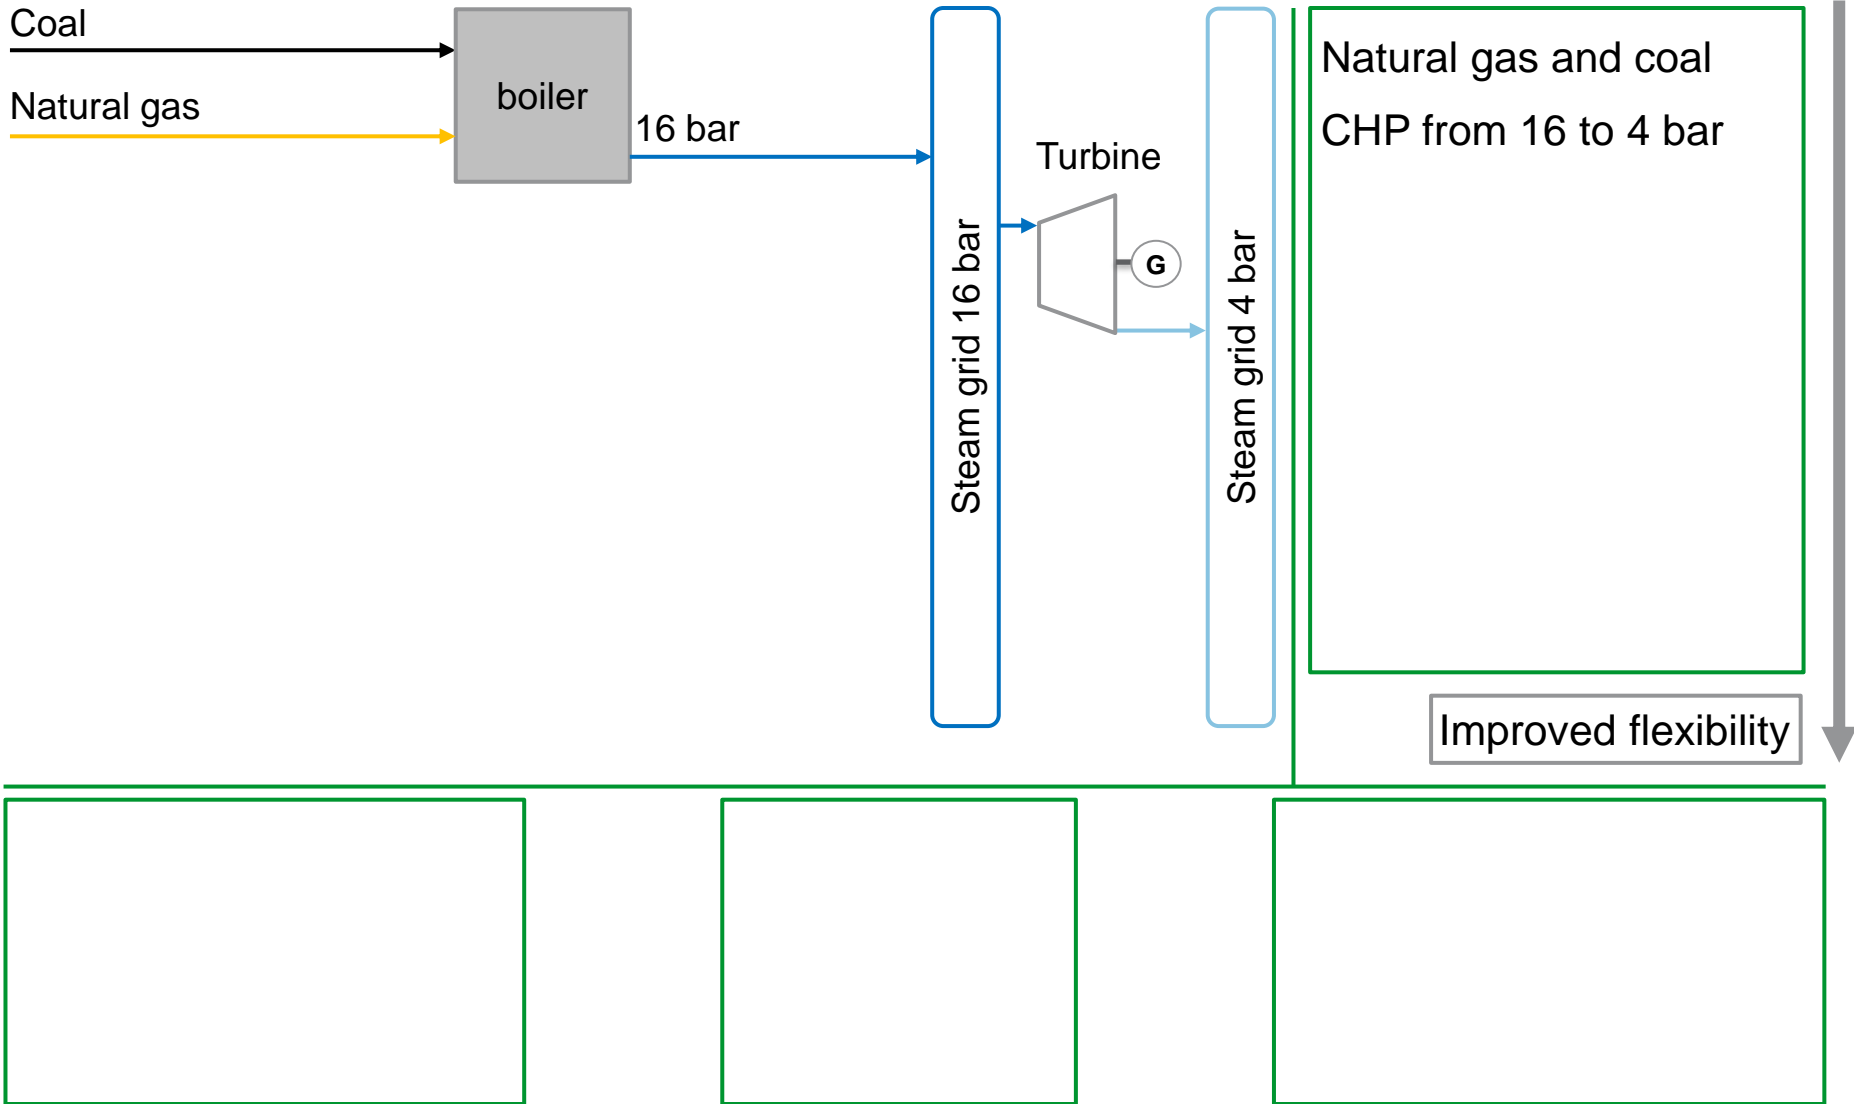 Coal
Natural gas
boiler
16 bar
Steam grid 16 bar
Turbine
G
Steam grid 4 bar
Natural gas and coal
CHP from 16 to 4 bar
Improved flexibility